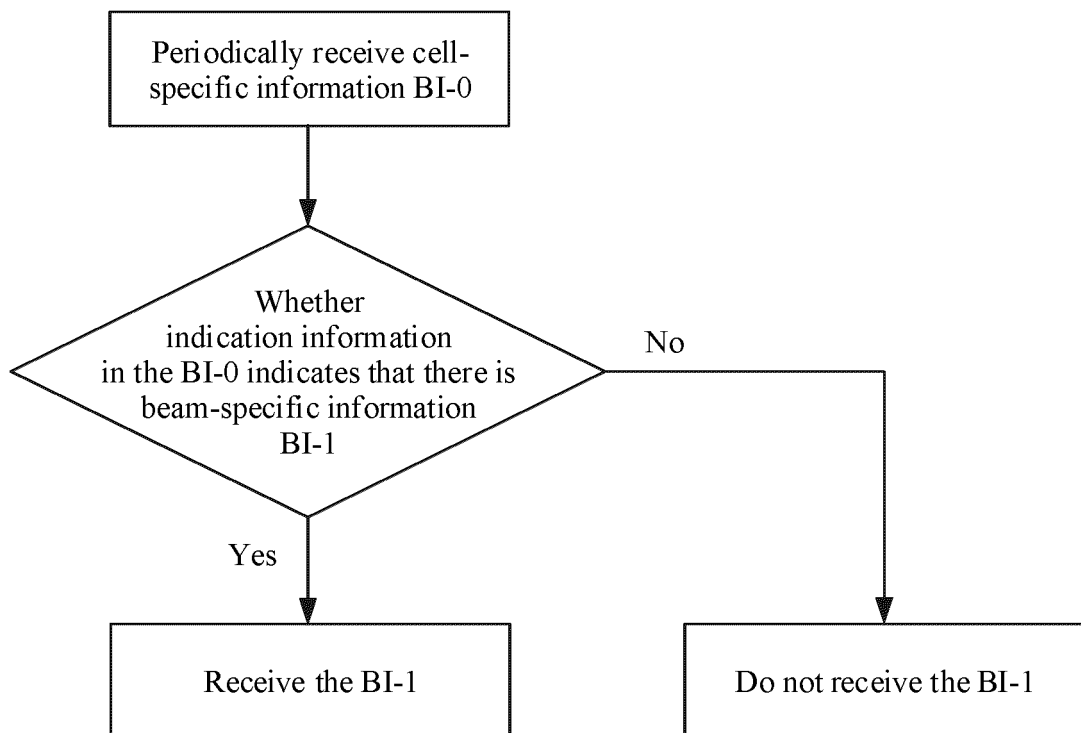 Periodically receive cell-
specific information BI-0
Whether
indication information
in the BI-0 indicates that there is
beam-specific information
BI-1
No
Yes
Receive the BI-1
Do not receive the BI-1